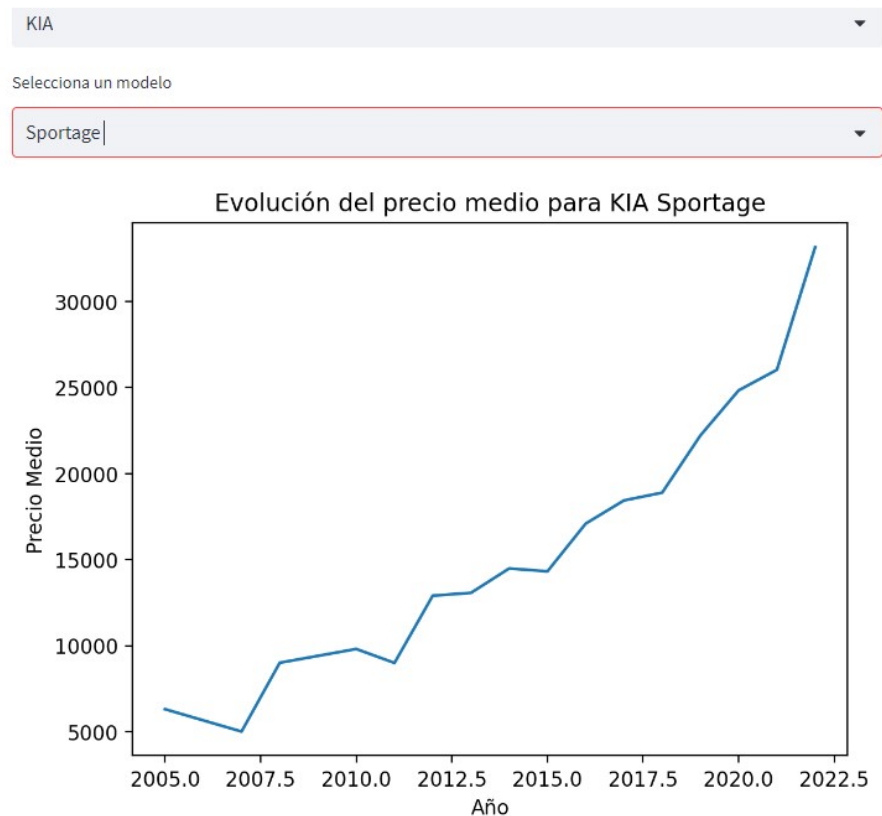 KIA
Selecciona un modelo
Sportage
Evolución del precio medio para KIA Sportage
30000
25000
20000
15000
10000
5000
Precio Medio
2005.0 2007.5 2010.0 2012.5 2015.0 2017.5 2020.0 2022.5
Año